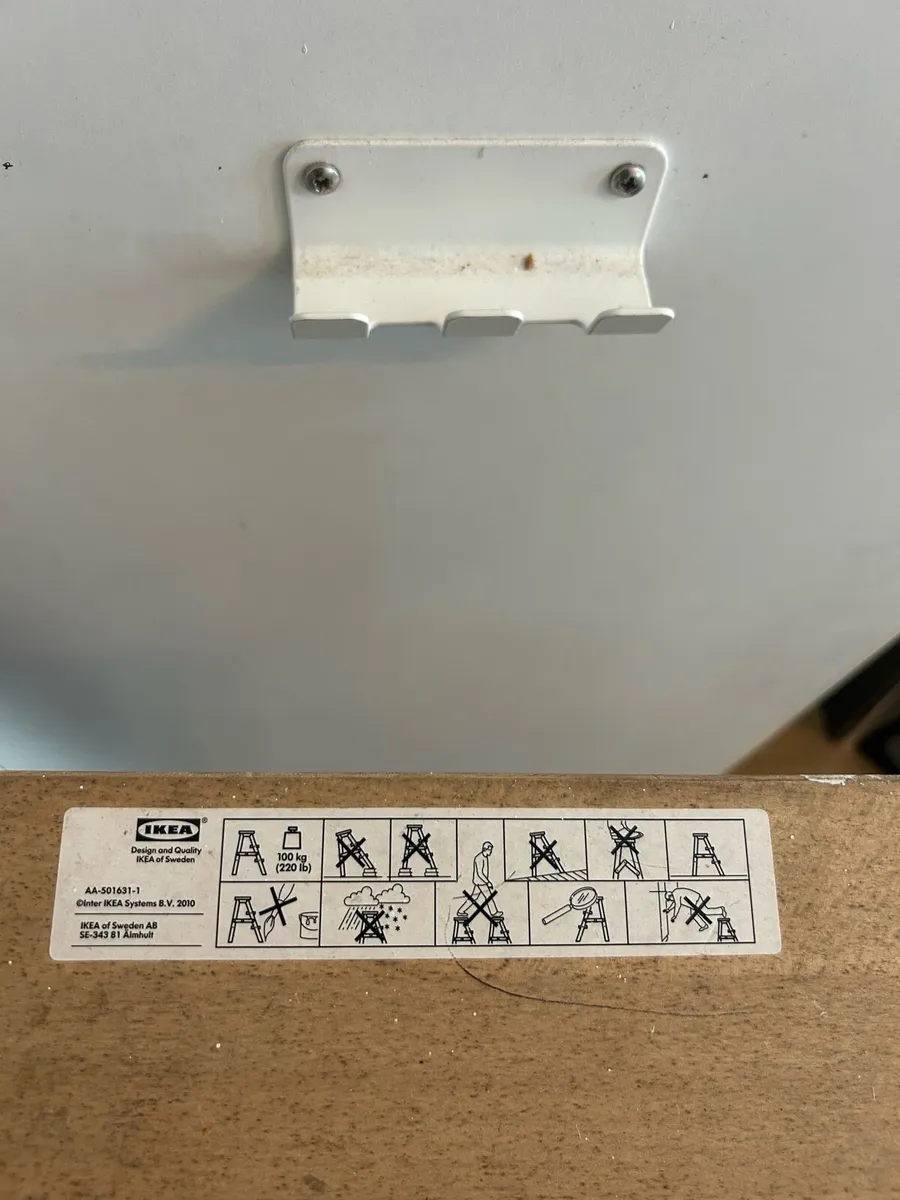 IKEA®
Design and Quality
IKEA of Sweden
AA-501631-1
©Inter IKEA Systems B.V. 2010
IKEA of Sweden AB
SE-343 81 Älmhult
100 kg
(220 lb)